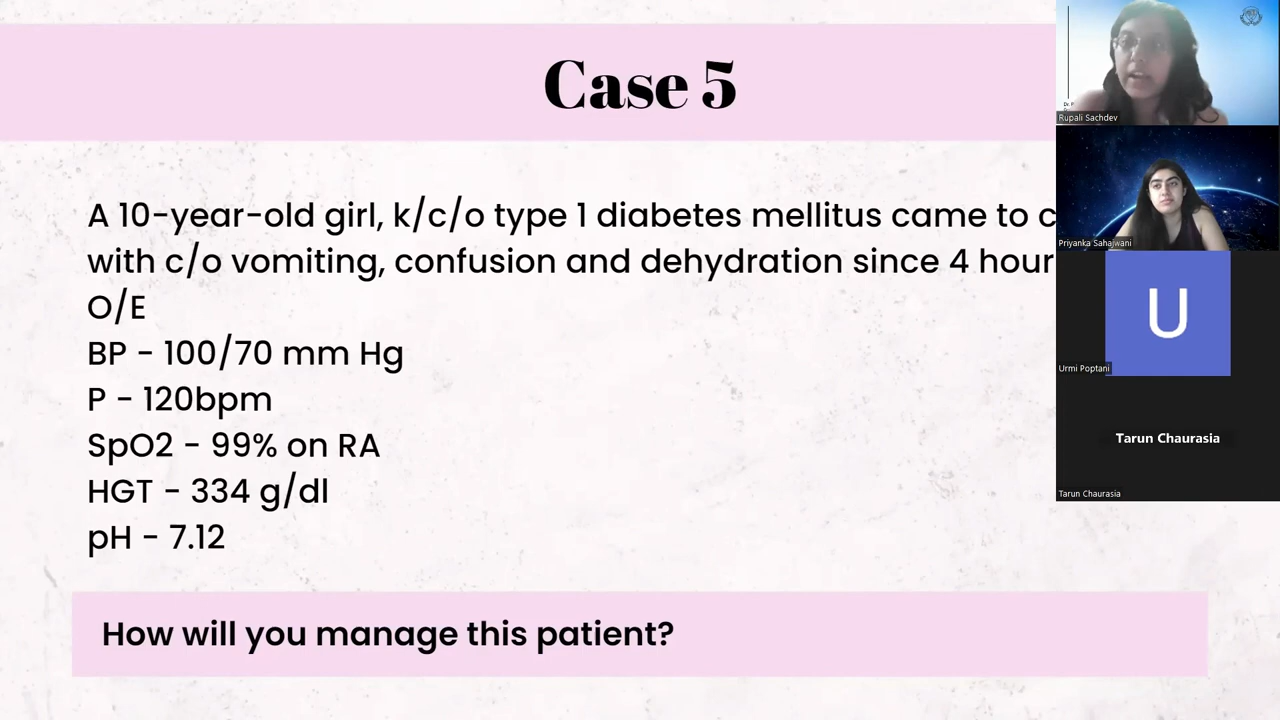 Case 5
A 10-year-old girl, k/c/o type 1 diabetes mellitus came to
with c/o vomiting, confusion and dehydration since 4 hour
O/E
BP - 100/70 mm Hg
P - 120bpm
SpO2 - 99% on RA
HGT - 334 g/dl
pH - 7.12
How will you manage this patient?
Rupali Sachdev
Priyanka Sahajwani
U
Urmi Poptani
Tarun Chaurasia
Tarun Chaurasia